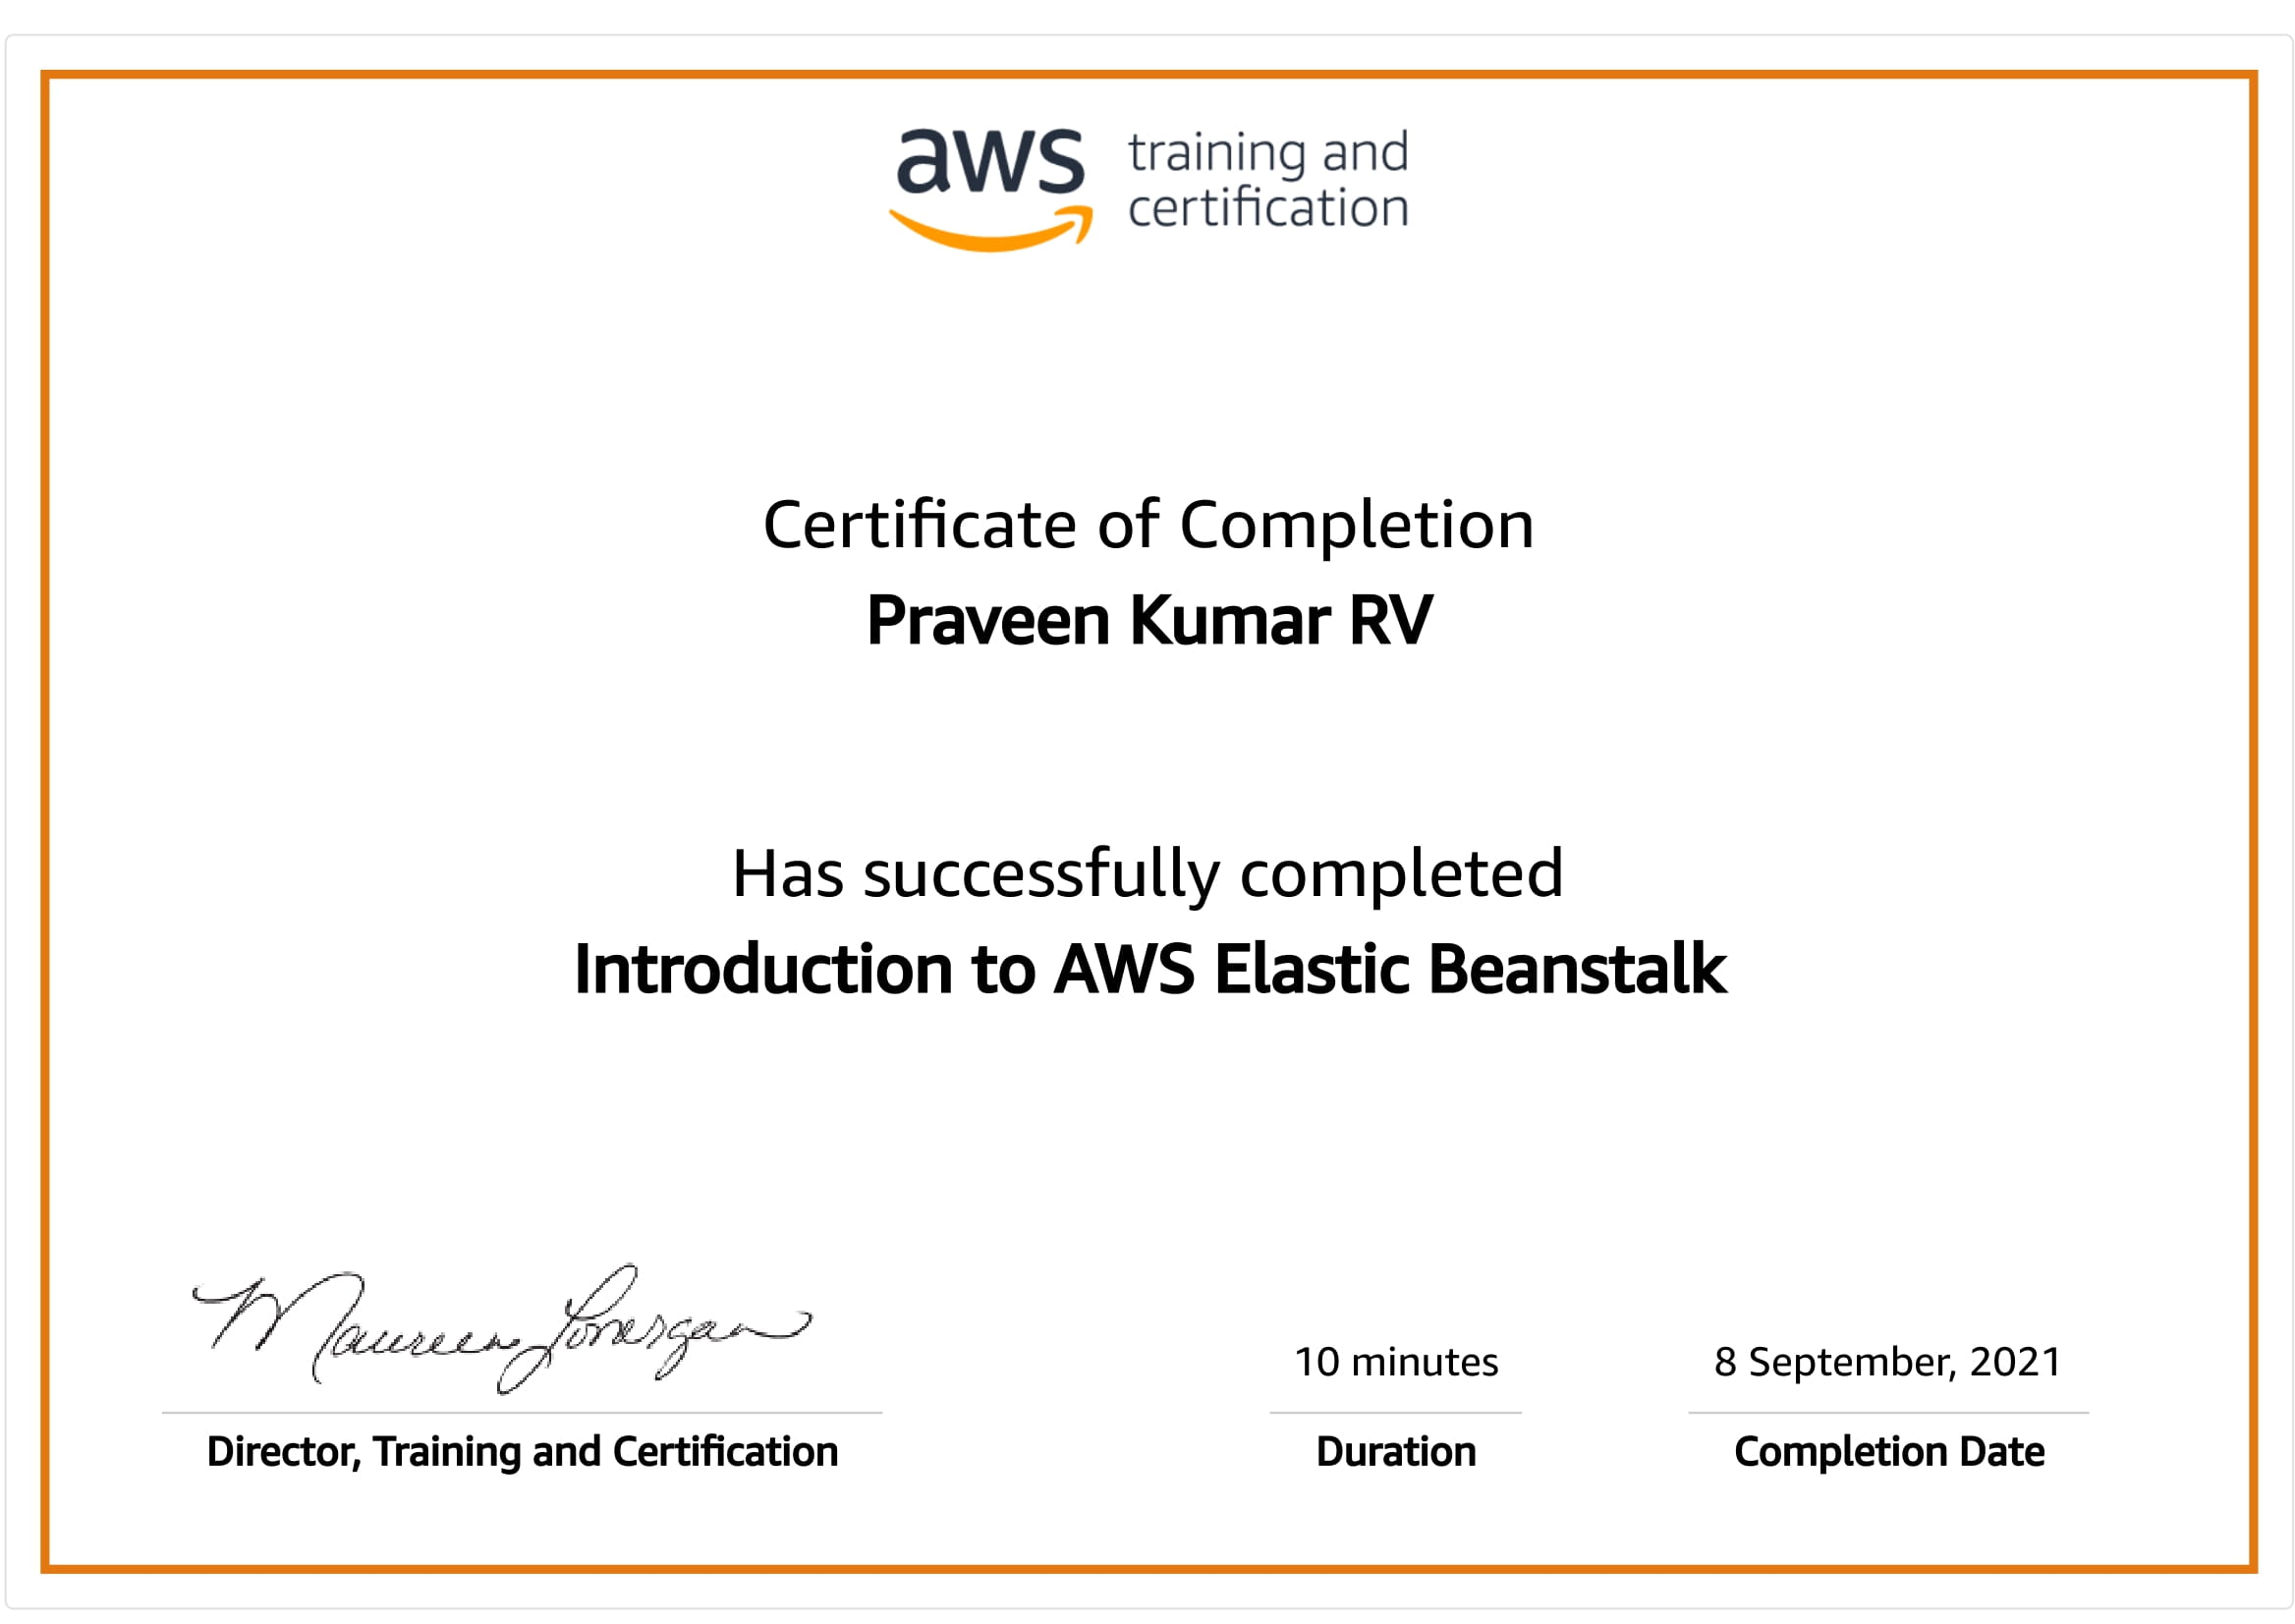 aws training and
certification
Certificate of Completion
Praveen Kumar RV
Has successfully completed
Introduction to AWS Elastic Beanstalk
Maureen Lonergan
10 minutes
8 September, 2021
Director, Training and Certification
Duration
Completion Date